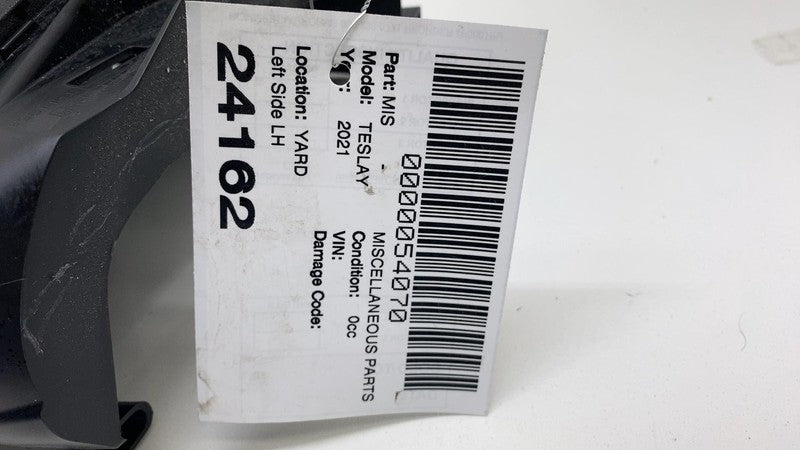 0000054070
Part: MIS - MISCELLANEOUS PARTS
Model: TESLAY Condition: 0cc
2021 VIN:
Damage Code:
Location: YARD
Left Side LH
24162